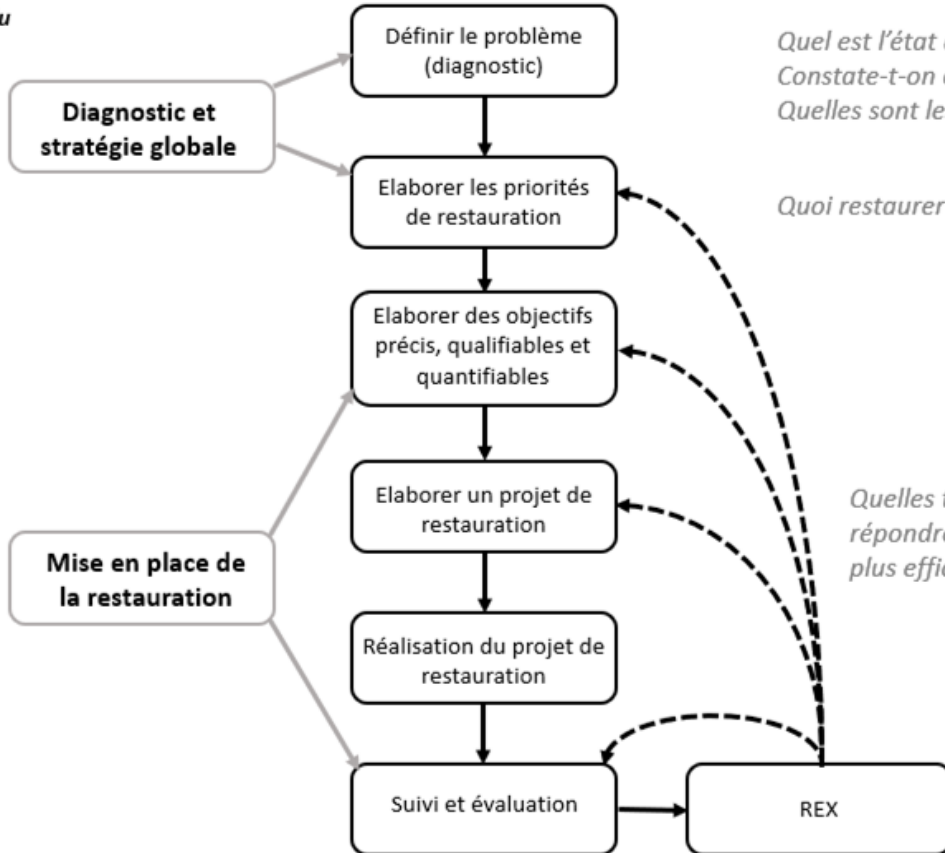 u
Définir le problème
(diagnostic)
Quel est l'état
Constate-t-on
Quelles sont le
Diagnostic et
stratégie globale
Elaborer les priorités
de restauration
Quoi restaurer
Elaborer des objectifs
précis, qualifiables et
quantifiables
Elaborer un projet de
restauration
Quelles t
répondre
plus effic
Mise en place de
la restauration
Réalisation du projet de
restauration
Suivi et évaluation
REX